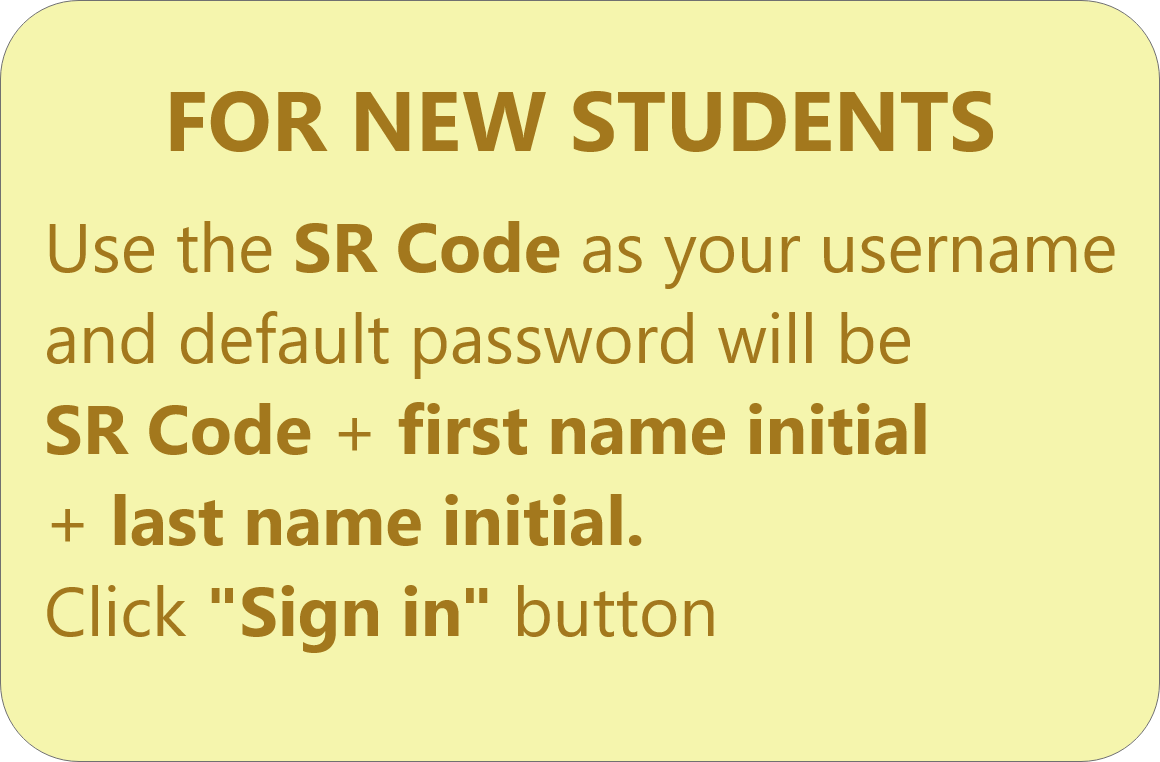 FOR NEW STUDENTS
Use the SR Code as your username
and default password will be
SR Code + first name initial
+ last name initial.
Click "Sign in" button